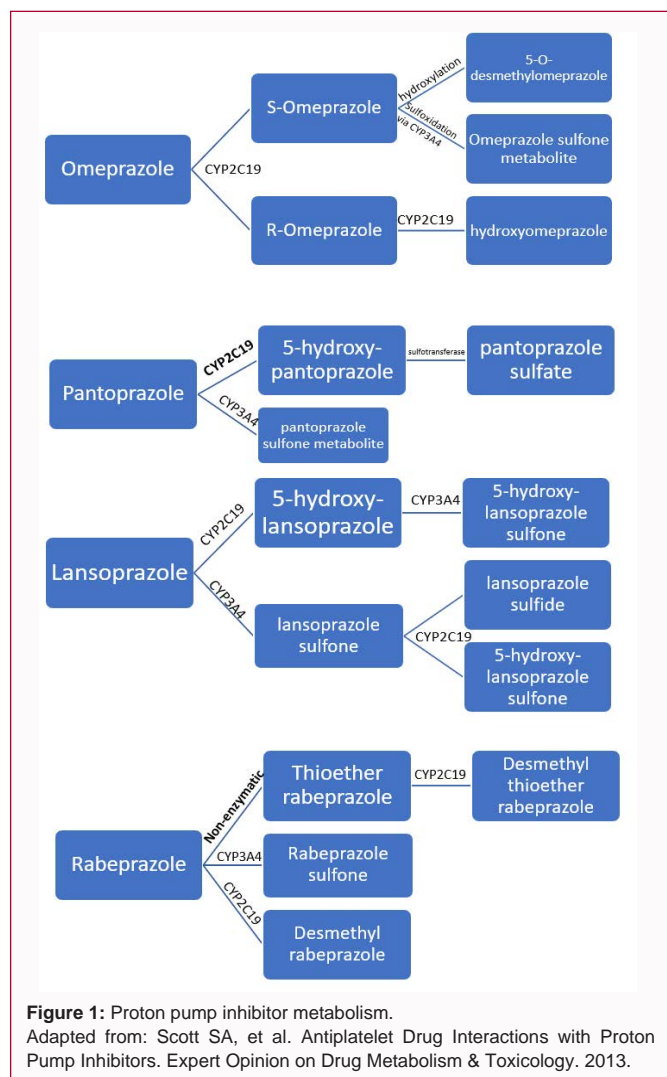 Omeprazole
CYP2C19
S-Omeprazole
hydroxylation
5-O-
desmethylomeprazole
Sulfoxidation
via CYP3A4
Omeprazole sulfone
metabolite
R-Omeprazole
CYP2C19
hydroxyomeprazole
Pantoprazole
CYP2C19
5-hydroxy-
pantoprazole
sulfotransferase
pantoprazole
sulfate
CYP3A4
pantoprazole
sulfone metabolite
Lansoprazole
CYP2C19
5-hydroxy-
lansoprazole
CYP3A4
5-hydroxy-
lansoprazole
sulfone
CYP3A4
lansoprazole
sulfone
CYP2C19
lansoprazole
sulfide
5-hydroxy-
lansoprazole
sulfone
Rabeprazole
Non-enzymatic
Thioether
rabeprazole
CYP2C19
Desmethyl
thioether
rabeprazole
CYP3A4
Rabeprazole
sulfone
CYP2C19
Desmethyl
rabeprazole
Figure 1: Proton pump inhibitor metabolism.
Adapted from: Scott SA, et al. Antiplatelet Drug Interactions with Proton
Pump Inhibitors. Expert Opinion on Drug Metabolism & Toxicology. 2013.